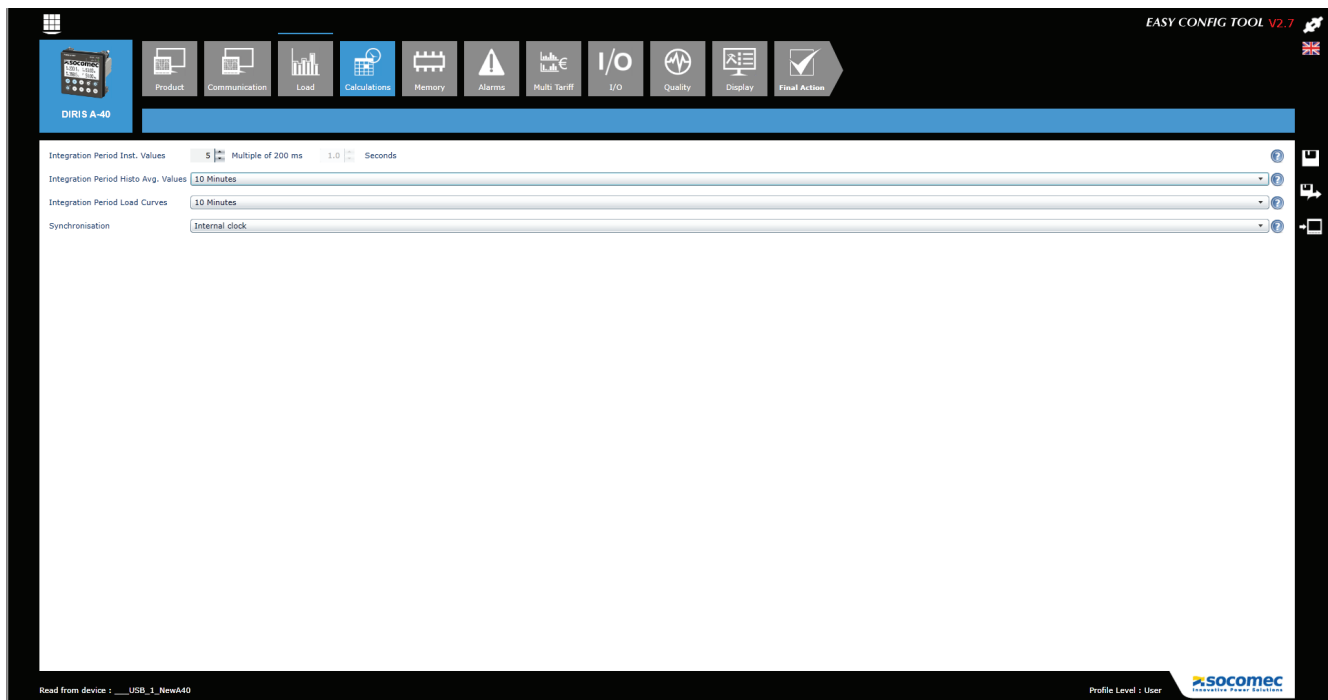 EASY CONFIG TOOL V2.7
socomec
Product
Communication
Load
Calculations
Memory
Alarms
Multi Tariff
I/O
I/O
Quality
Display
Final Action
DIRIS A-40
Integration Period Inst. Values 5 Multiple of 200 ms 1.0 Seconds ?
Integration Period Histo Avg. Values 10 Minutes ?
Integration Period Load Curves 10 Minutes ?
Synchronisation Internal clock ?
Read from device : ___USB_1_NewA40
Profile Level : User
socomec
Innovative Power Solutions